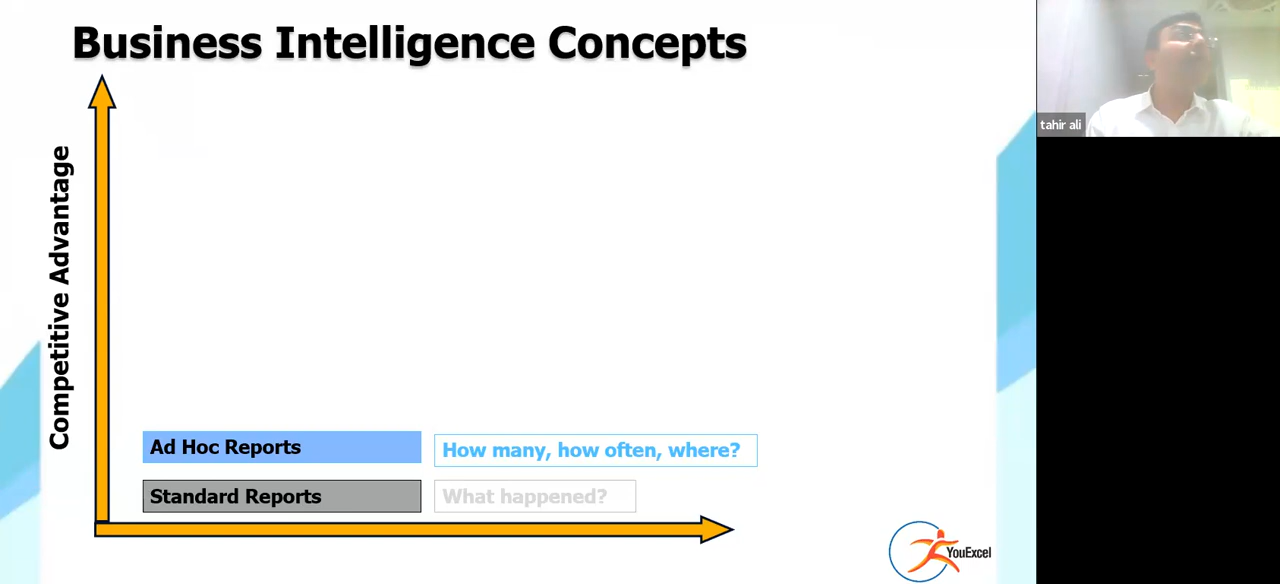 Business Intelligence Concepts
tahir ali
Competitive Advantage
Ad Hoc Reports
How many, how often, where?
Standard Reports
What happened?
YouExcel